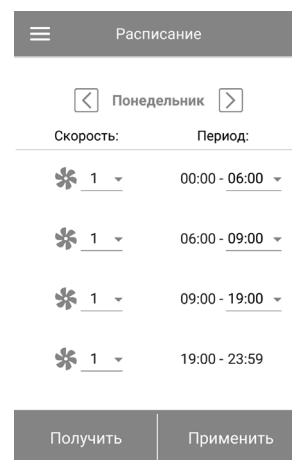 Расписание
Понедельник
Скорость: Период:
1 00:00 - 06:00
1 06:00 - 09:00
1 09:00 - 19:00
1 19:00 - 23:59
Получить Применить